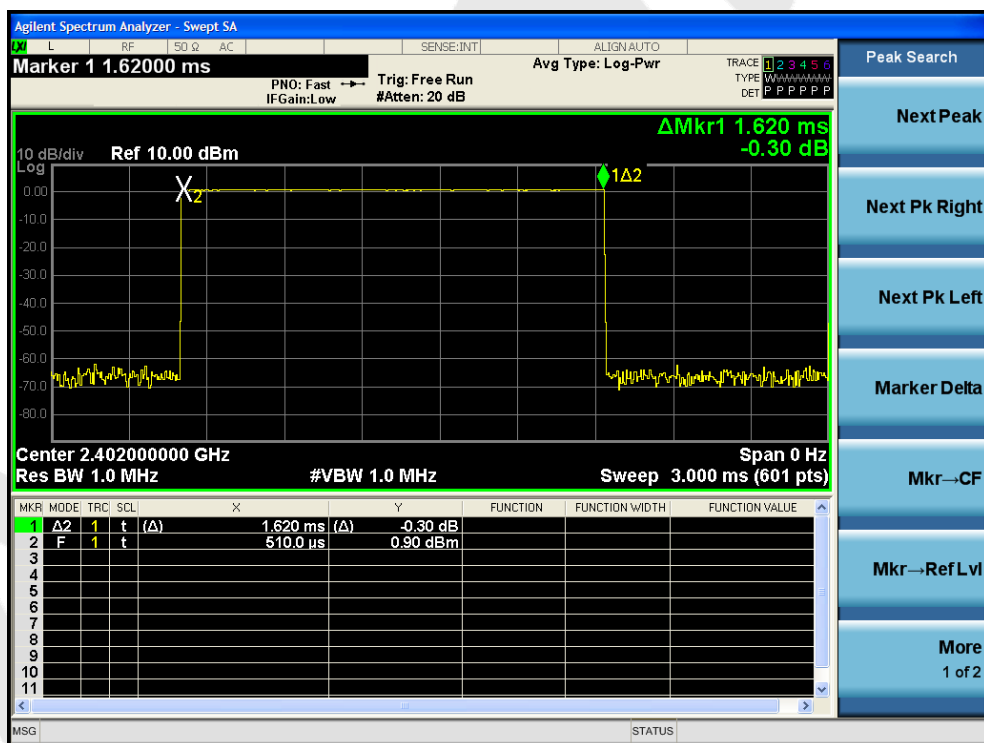 Agilent Spectrum Analyzer - Swept SA
LXI L RF 50 Ω AC SENSE:INT ALIGN AUTO
Marker 1 1.62000 ms
PNO: Fast
IFGain:Low
Trig: Free Run
#Atten: 20 dB
Avg Type: Log-Pwr
TRACE 1 2 3 4 5 6
TYPE WWWWWW
DET P P P P P P
ΔMkr1 1.620 ms
-0.30 dB
10 dB/div Ref 10.00 dBm
Log
1Δ2
X2
0.00
-10.0
-20.0
-30.0
-40.0
-50.0
-60.0
-70.0
-80.0
Center 2.402000000 GHz Span 0 Hz
Res BW 1.0 MHz #VBW 1.0 MHz Sweep 3.000 ms (601 pts)
MKR MODE TRC SCL X Y FUNCTION FUNCTION WIDTH FUNCTION VALUE
1 Δ2 1 t (Δ) 1.620 ms (Δ) -0.30 dB
2 F 1 t 510.0 µs 0.90 dBm
3
4
5
6
7
8
9
10
11
MSG STATUS
Peak Search
Next Peak
Next Pk Right
Next Pk Left
Marker Delta
Mkr→CF
Mkr→Ref Lvl
More
1 of 2